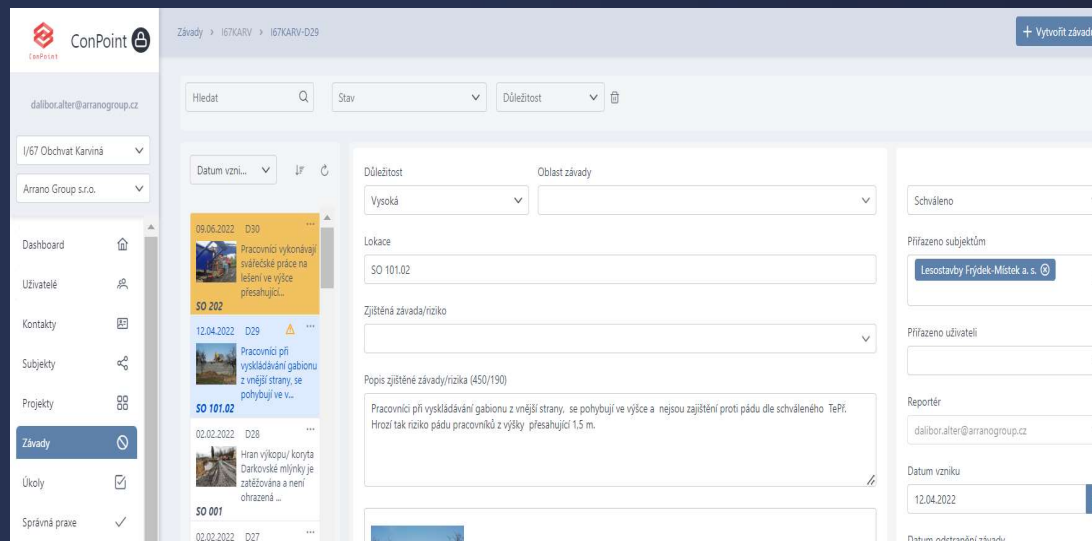 ConPoint
ConPoint
Závady > I67KARV > I67KARV-D29
+ Vytvořit závadu
dalibor.alter@arranogroup.cz
I/67 Obchvat Karviná
Arrano Group s.r.o.
Dashboard
Uživatelé
Kontakty
Subjekty
Projekty
Závady
Úkoly
Správná praxe
Hledat
Stav
Důležitost
Datum vzni...
09.06.2022 D30 ...
Pracovníci vykonávají
svářečské práce na
lešení ve výšce
přesahující...
SO 202
12.04.2022 D29 ...
Pracovníci při
vyskládávání gabionu
z vnější strany, se
pohybují ve v...
SO 101.02
02.02.2022 D28 ...
Hran výkopu/ koryta
Darkovské mlýnky je
zatěžována a není
ohrazená ...
SO 001
02.02.2022 D27 ...
Důležitost
Oblast závady
Vysoká
Lokace
SO 101.02
Zjištěná závada/riziko
Popis zjištěné závady/rizika (450/190)
Pracovníci při vyskládávání gabionu z vnější strany, se pohybují ve výšce a nejsou zajištění proti pádu dle schváleného TePř.
Hrozí tak riziko pádu pracovníků z výšky přesahující 1,5 m.
Schváleno
Přiřazeno subjektům
Lesostavby Frýdek-Místek a. s.
Přiřazeno uživateli
Reportér
dalibor.alter@arranogroup.cz
Datum vzniku
12.04.2022
Datum odstranění závady